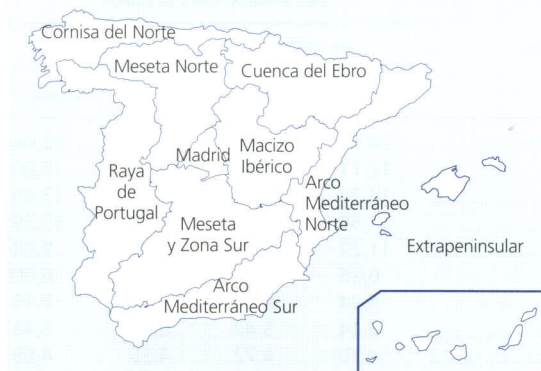 Cornisa del Norte
Meseta Norte
Cuenca del Ebro
Madrid
Macizo
Ibérico
Raya
de
Portugal
Arco
Mediterráneo
Norte
Meseta
y Zona Sur
Extrapeninsular
Arco
Mediterráneo Sur